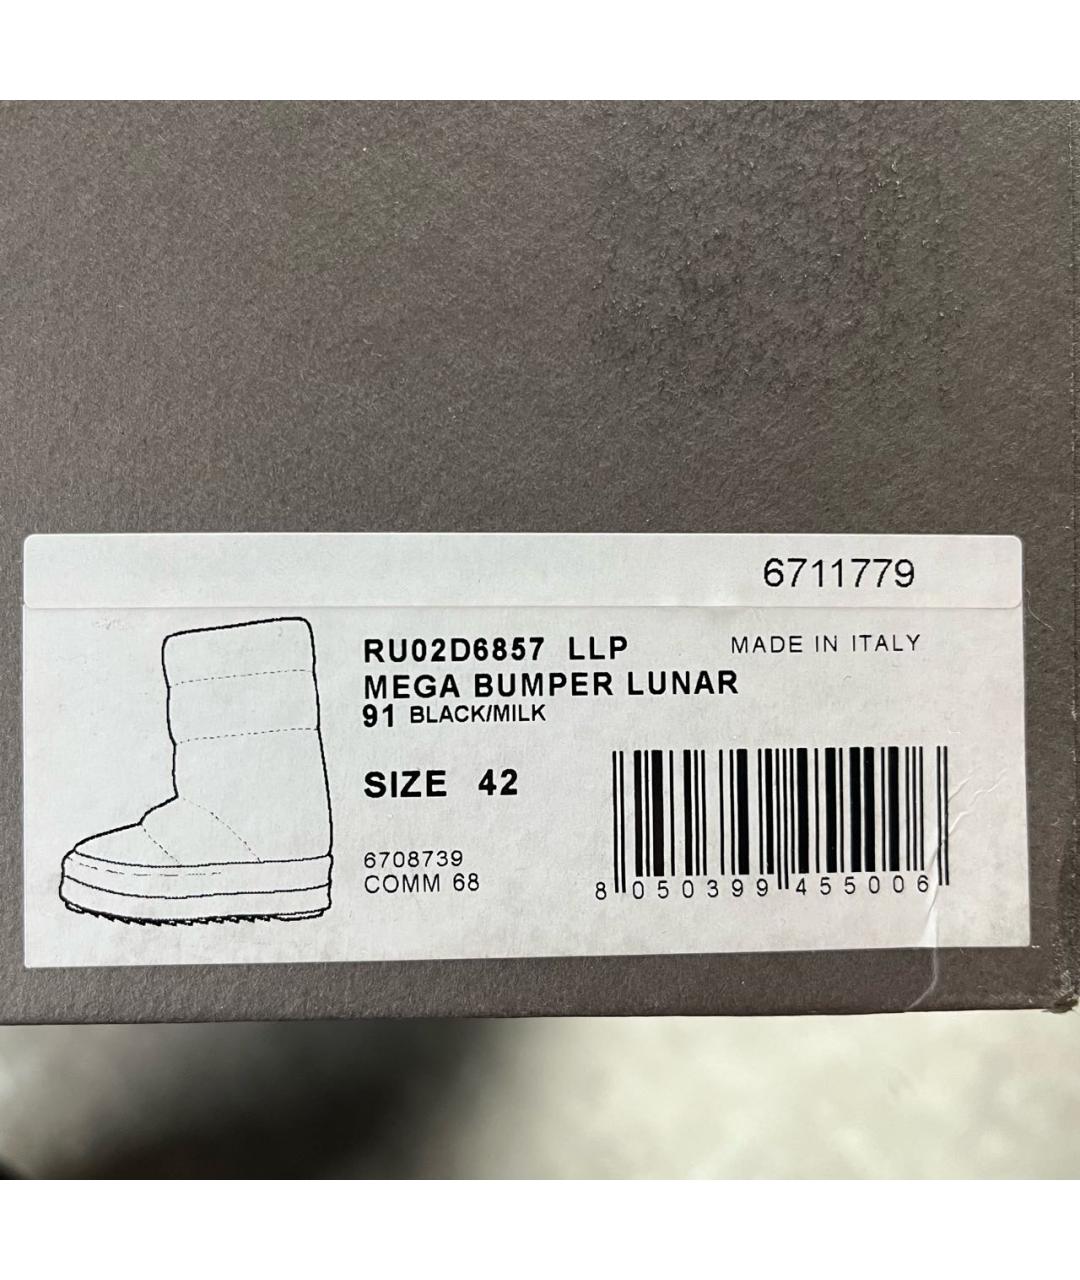 6711779
RU02D6857 LLP MADE IN ITALY
MEGA BUMPER LUNAR
91 BLACK/MILK
SIZE 42
6708739
COMM 68
8 050399 455006